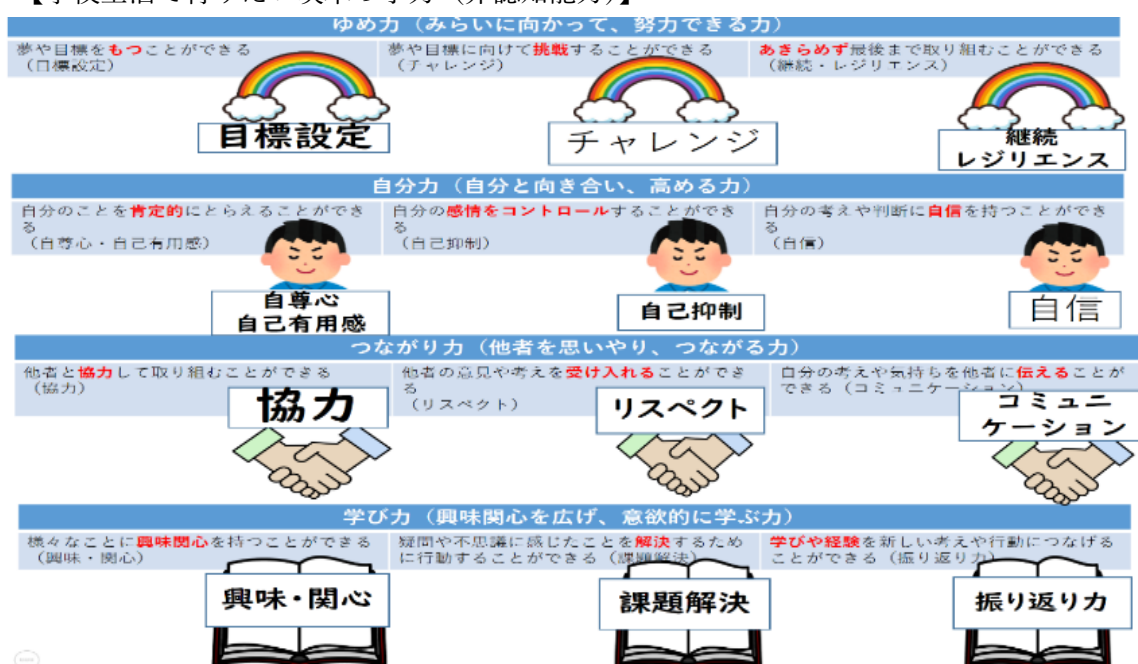 ゆめ力（みらいに向かって、努力できる力）
夢や目標をもつことができる
（目標設定）
目標設定
夢や目標に向けて挑戦することができる
（チャレンジ）
チャレンジ
あきらめず最後まで取り組むことができる
（継続・レジリエンス）
継続
レジリエンス
自分力（自分と向き合い、高める力）
自分のことを肯定的にとらえることができ
る
（自尊心・自己有用感）
自尊心
自己有用感
自分の感情をコントロールすることができ
る
（自己抑制）
自己抑制
自分の考えや判断に自信を持つことができ
る
（自信）
自信
つながり力（他者を思いやり、つながる力）
他者と協力して取り組むことができる
（協力）
協力
他者の意見や考えを受け入れることができ
る
（リスペクト）
リスペクト
自分の考えや気持ちを他者に伝えることが
できる（コミュニケーション）
コミュニ
ケーション
学び力（興味関心を広げ、意欲的に学ぶ力）
様々なことに興味関心を持つことができる
（興味・関心）
興味・関心
疑問や不思議に感じたことを解決するため
に行動することができる（課題解決）
課題解決
学びや経験を新しい考えや行動につなげる
ことができる（振り返り力）
振り返り力